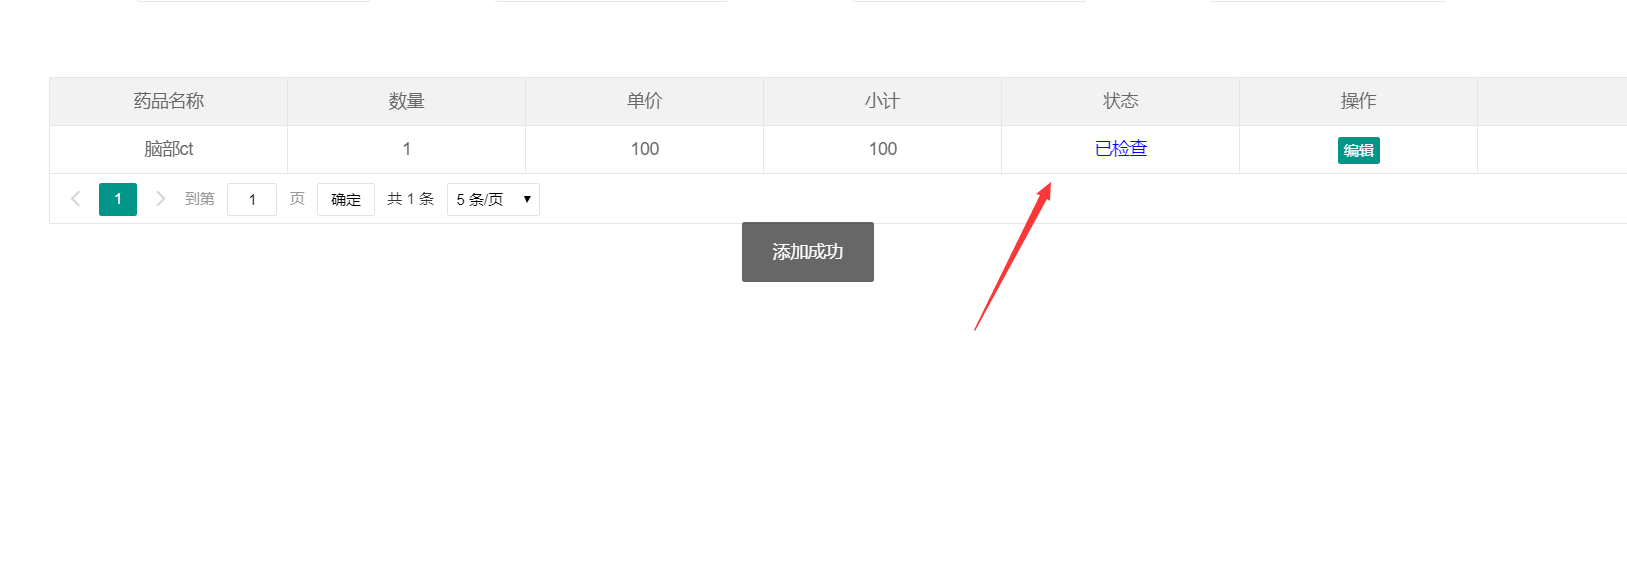 药品名称 数量 单价 小计 状态 操作
脑部ct 1 100 100 已检查 编辑
1 到第 1 页 确定 共 1 条 5 条/页
添加成功